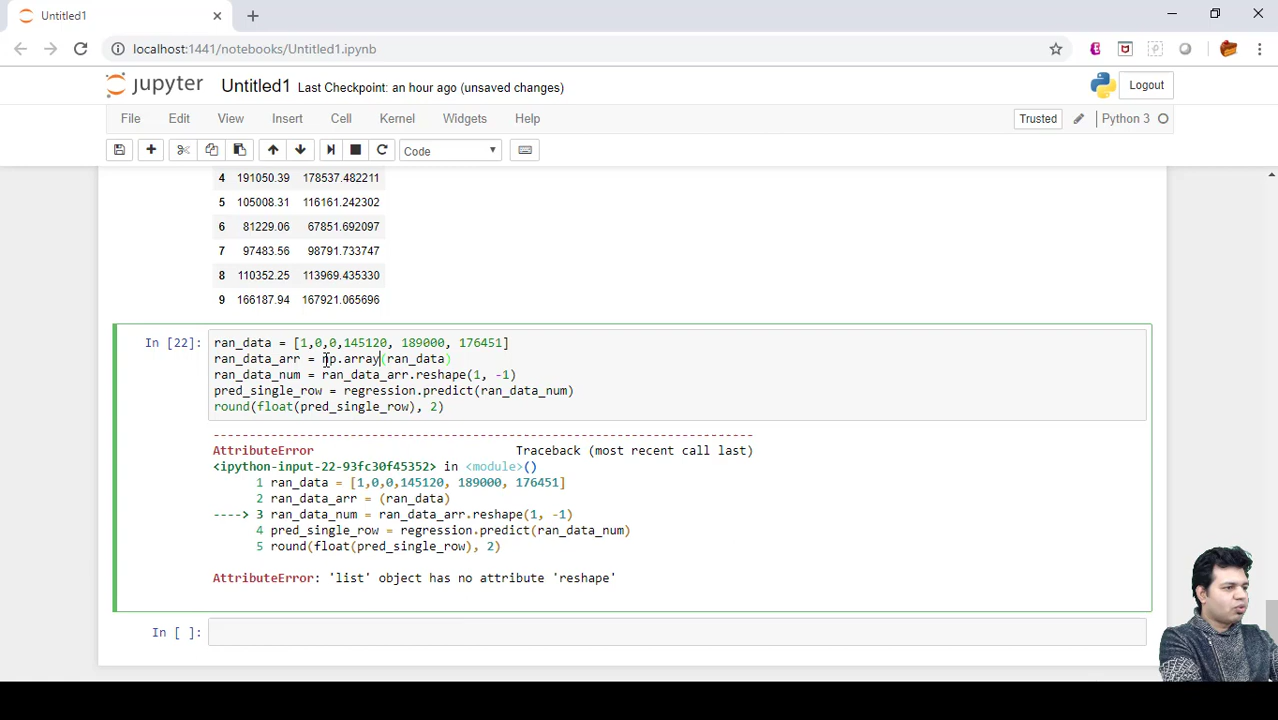 Untitled1
localhost:1441/notebooks/Untitled1.ipynb
jupyter Untitled1 Last Checkpoint: an hour ago (unsaved changes) Logout
File Edit View Insert Cell Kernel Widgets Help Trusted Python 3
Code
4 191050.39 178537.482211
5 105008.31 116161.242302
6 81229.06 67851.692097
7 97483.56 98791.733747
8 110352.25 113969.435330
9 166187.94 167921.065696
In [22]: ran_data = [1,0,0,145120, 189000, 176451]
ran_data_arr = np.array(ran_data)
ran_data_num = ran_data_arr.reshape(1, -1)
pred_single_row = regression.predict(ran_data_num)
round(float(pred_single_row), 2)
---------------------------------------------------------------------------
AttributeError Traceback (most recent call last)
<ipython-input-22-93fc30f45352> in <module>()
1 ran_data = [1,0,0,145120, 189000, 176451]
2 ran_data_arr = (ran_data)
----> 3 ran_data_num = ran_data_arr.reshape(1, -1)
4 pred_single_row = regression.predict(ran_data_num)
5 round(float(pred_single_row), 2)
AttributeError: 'list' object has no attribute 'reshape'
In [ ]: